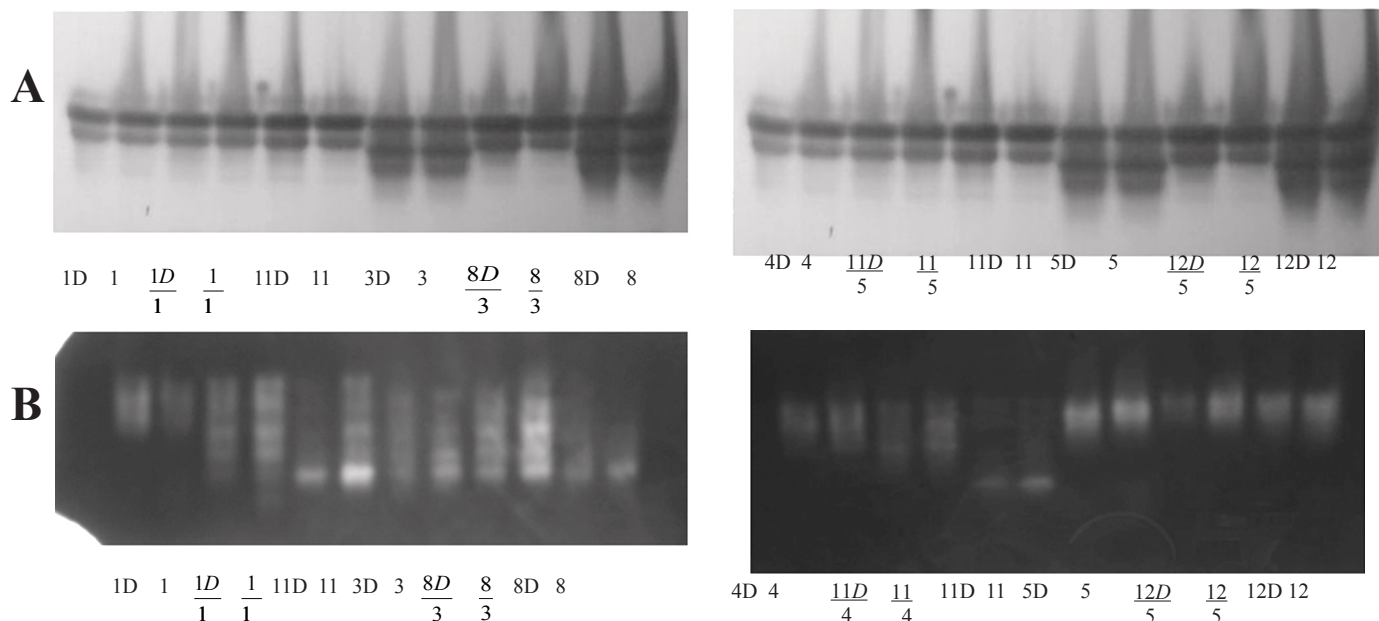 A
1D 1 1D/1 1/1 11D 11 3D 3 8D/3 8/3 8D 8
4D 4 11D/5 11/5 11D 11 5D 5 12D/5 12/5 12D 12
B
1D 1 1D/1 1/1 11D 11 3D 3 8D/3 8/3 8D 8
4D 4 11D/4 11/4 11D 11 5D 5 12D/5 12/5 12D 12